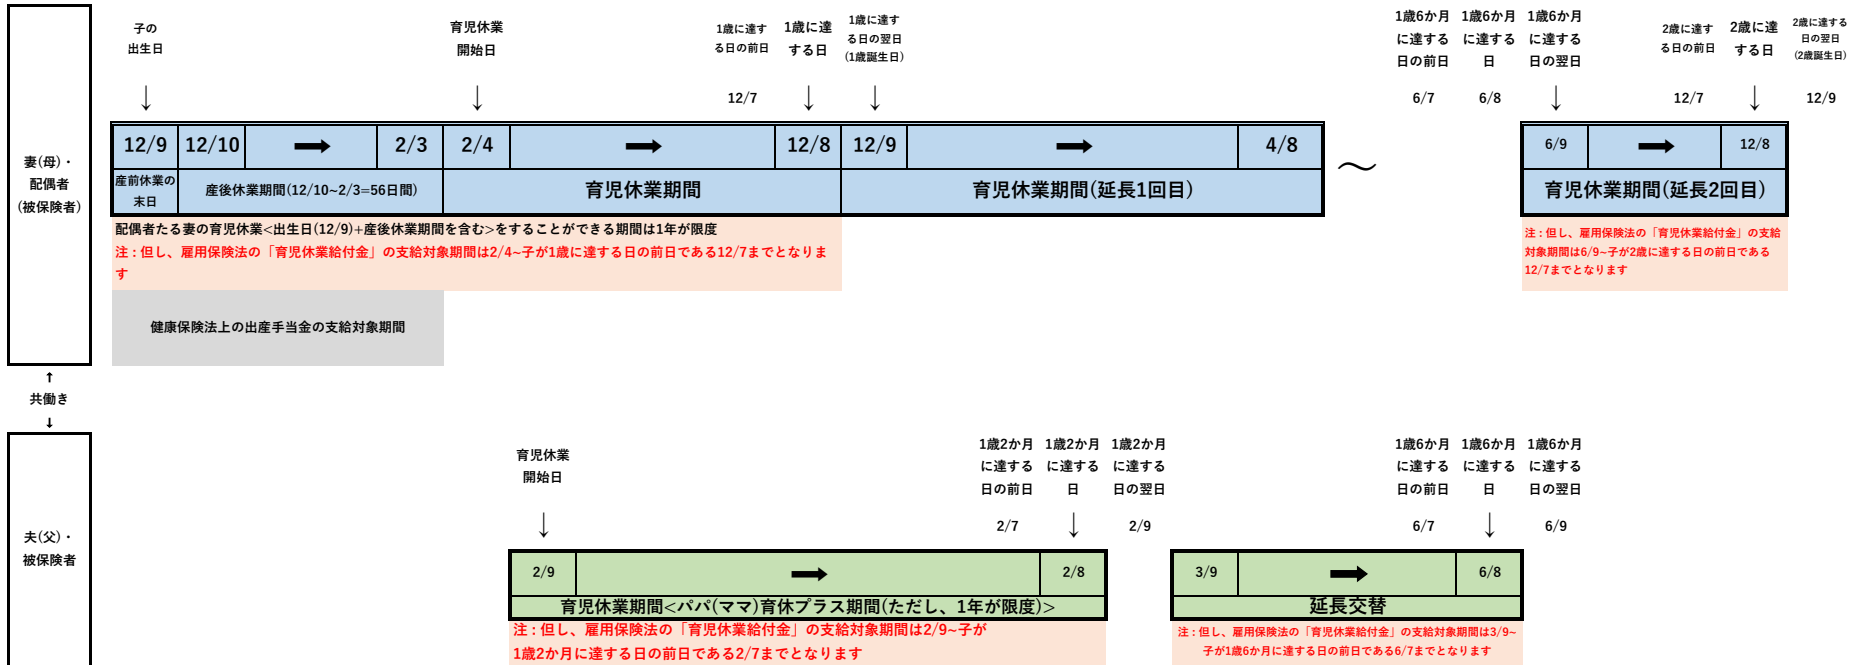 子の
出生日
育児休業
開始日
1歳に達す
る日の前日
1歳に達
する日
1歳に達す
る日の翌日
(1歳誕生日)
1歳6か月
に達する
日の前日
1歳6か月
に達する
日
1歳6か月
に達する
日の翌日
2歳に達す
る日の前日
2歳に達
する日
2歳に達する
日の翌日
(2歳誕生日)
↓
↓
12/7
↓
↓
6/7
6/8
↓
12/7
↓
12/9
妻(母)・
配偶者
(被保険者)
12/9
12/10
➡
2/3
2/4
➡
12/8
12/9
➡
4/8
～
6/9
➡
12/8
産前休業の
末日
産後休業期間(12/10~2/3=56日間)
育児休業期間
育児休業期間(延長1回目)
育児休業期間(延長2回目)
配偶者たる妻の育児休業<出生日(12/9)+産後休業期間を含む>をすることができる期間は1年が限度
注：但し、雇用保険法の「育児休業給付金」の支給対象期間は2/4~子が1歳に達する日の前日である12/7までとなりま
す
注：但し、雇用保険法の「育児休業給付金」の支給
対象期間は6/9~子が2歳に達する日の前日である
12/7までとなります
健康保険法上の出産手当金の支給対象期間
↑
共働き
↓
夫(父)・
被保険者
育児休業
開始日
1歳2か月
に達する
日の前日
1歳2か月
に達する
日
1歳2か月
に達する
日の翌日
1歳6か月
に達する
日の前日
1歳6か月
に達する
日
1歳6か月
に達する
日の翌日
↓
2/7
↓
2/9
6/7
↓
6/9
2/9
➡
2/8
3/9
➡
6/8
育児休業期間<パパ(ママ)育休プラス期間(ただし、1年が限度)>
延長交替
注：但し、雇用保険法の「育児休業給付金」の支給対象期間は2/9~子が
1歳2か月に達する日の前日である2/7までとなります
注：但し、雇用保険法の「育児休業給付金」の支給対象期間は3/9~
子が1歳6か月に達する日の前日である6/7までとなります